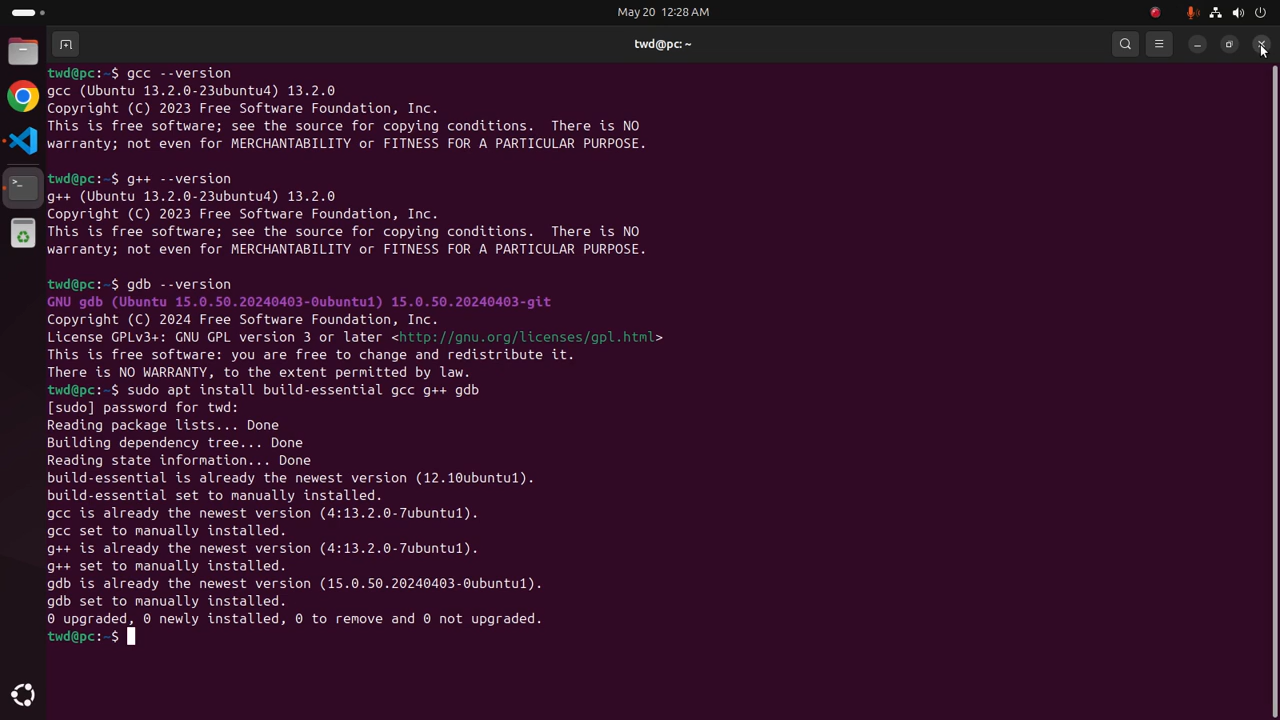 May 20 12:28 AM
twd@pc: ~
twd@pc:~$ gcc --version
gcc (Ubuntu 13.2.0-23ubuntu4) 13.2.0
Copyright (C) 2023 Free Software Foundation, Inc.
This is free software; see the source for copying conditions.  There is NO
warranty; not even for MERCHANTABILITY or FITNESS FOR A PARTICULAR PURPOSE.
twd@pc:~$ g++ --version
g++ (Ubuntu 13.2.0-23ubuntu4) 13.2.0
Copyright (C) 2023 Free Software Foundation, Inc.
This is free software; see the source for copying conditions.  There is NO
warranty; not even for MERCHANTABILITY or FITNESS FOR A PARTICULAR PURPOSE.
twd@pc:~$ gdb --version
GNU gdb (Ubuntu 15.0.50.20240403-0ubuntu1) 15.0.50.20240403-git
Copyright (C) 2024 Free Software Foundation, Inc.
License GPLv3+: GNU GPL version 3 or later <http://gnu.org/licenses/gpl.html>
This is free software: you are free to change and redistribute it.
There is NO WARRANTY, to the extent permitted by law.
twd@pc:~$ sudo apt install build-essential gcc g++ gdb
[sudo] password for twd:
Reading package lists... Done
Building dependency tree... Done
Reading state information... Done
build-essential is already the newest version (12.10ubuntu1).
build-essential set to manually installed.
gcc is already the newest version (4:13.2.0-7ubuntu1).
gcc set to manually installed.
g++ is already the newest version (4:13.2.0-7ubuntu1).
g++ set to manually installed.
gdb is already the newest version (15.0.50.20240403-0ubuntu1).
gdb set to manually installed.
0 upgraded, 0 newly installed, 0 to remove and 0 not upgraded.
twd@pc:~$